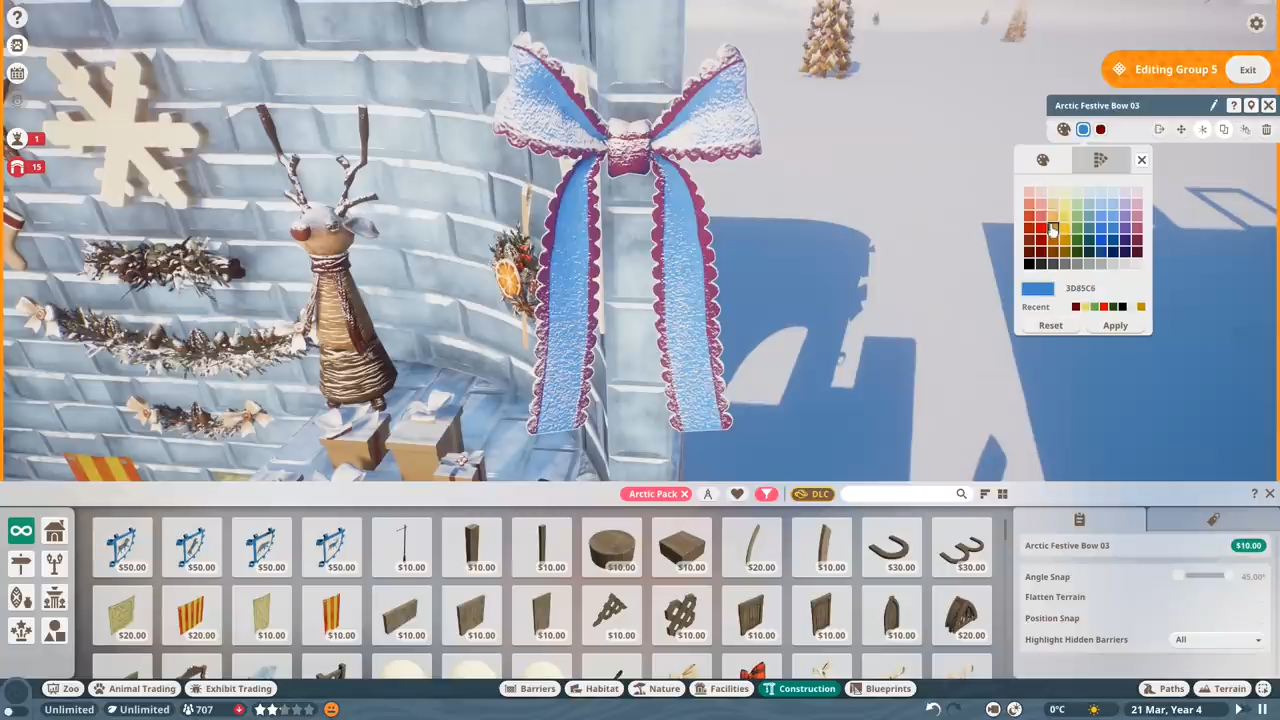 ?
Editing Group 5
Exit
Arctic Festive Bow 03
?
1
15
3D85C6
Recent
Reset
Apply
Arctic Pack
DLC
?
$50.00 $50.00 $50.00 $50.00 $10.00 $10.00 $10.00 $10.00 $10.00 $20.00 $10.00 $30.00 $30.00
Arctic Festive Bow 03 $10.00
Angle Snap 45.00°
Flatten Terrain
Position Snap
Highlight Hidden Barriers All
$20.00 $20.00 $10.00 $10.00 $10.00 $10.00 $10.00 $10.00 $10.00 $10.00 $10.00 $10.00 $20.00
Zoo Animal Trading Exhibit Trading Barriers Habitat Nature Facilities Construction Blueprints Paths Terrain
Unlimited Unlimited 707 0°C 21 Mar, Year 4